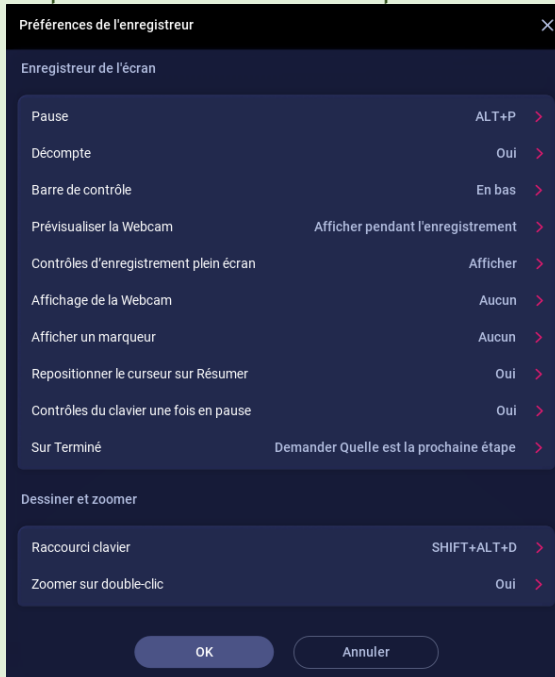 Préférences de l'enregistreur
Enregistreur de l'écran
Pause ALT+P
Décompte Oui
Barre de contrôle En bas
Prévisualiser la Webcam Afficher pendant l'enregistrement
Contrôles d’enregistrement plein écran Afficher
Affichage de la Webcam Aucun
Afficher un marqueur Aucun
Repositionner le curseur sur Résumer Oui
Contrôles du clavier une fois en pause Oui
Sur Terminé Demander Quelle est la prochaine étape
Dessiner et zoomer
Raccourci clavier SHIFT+ALT+D
Zoomer sur double-clic Oui
OK Annuler